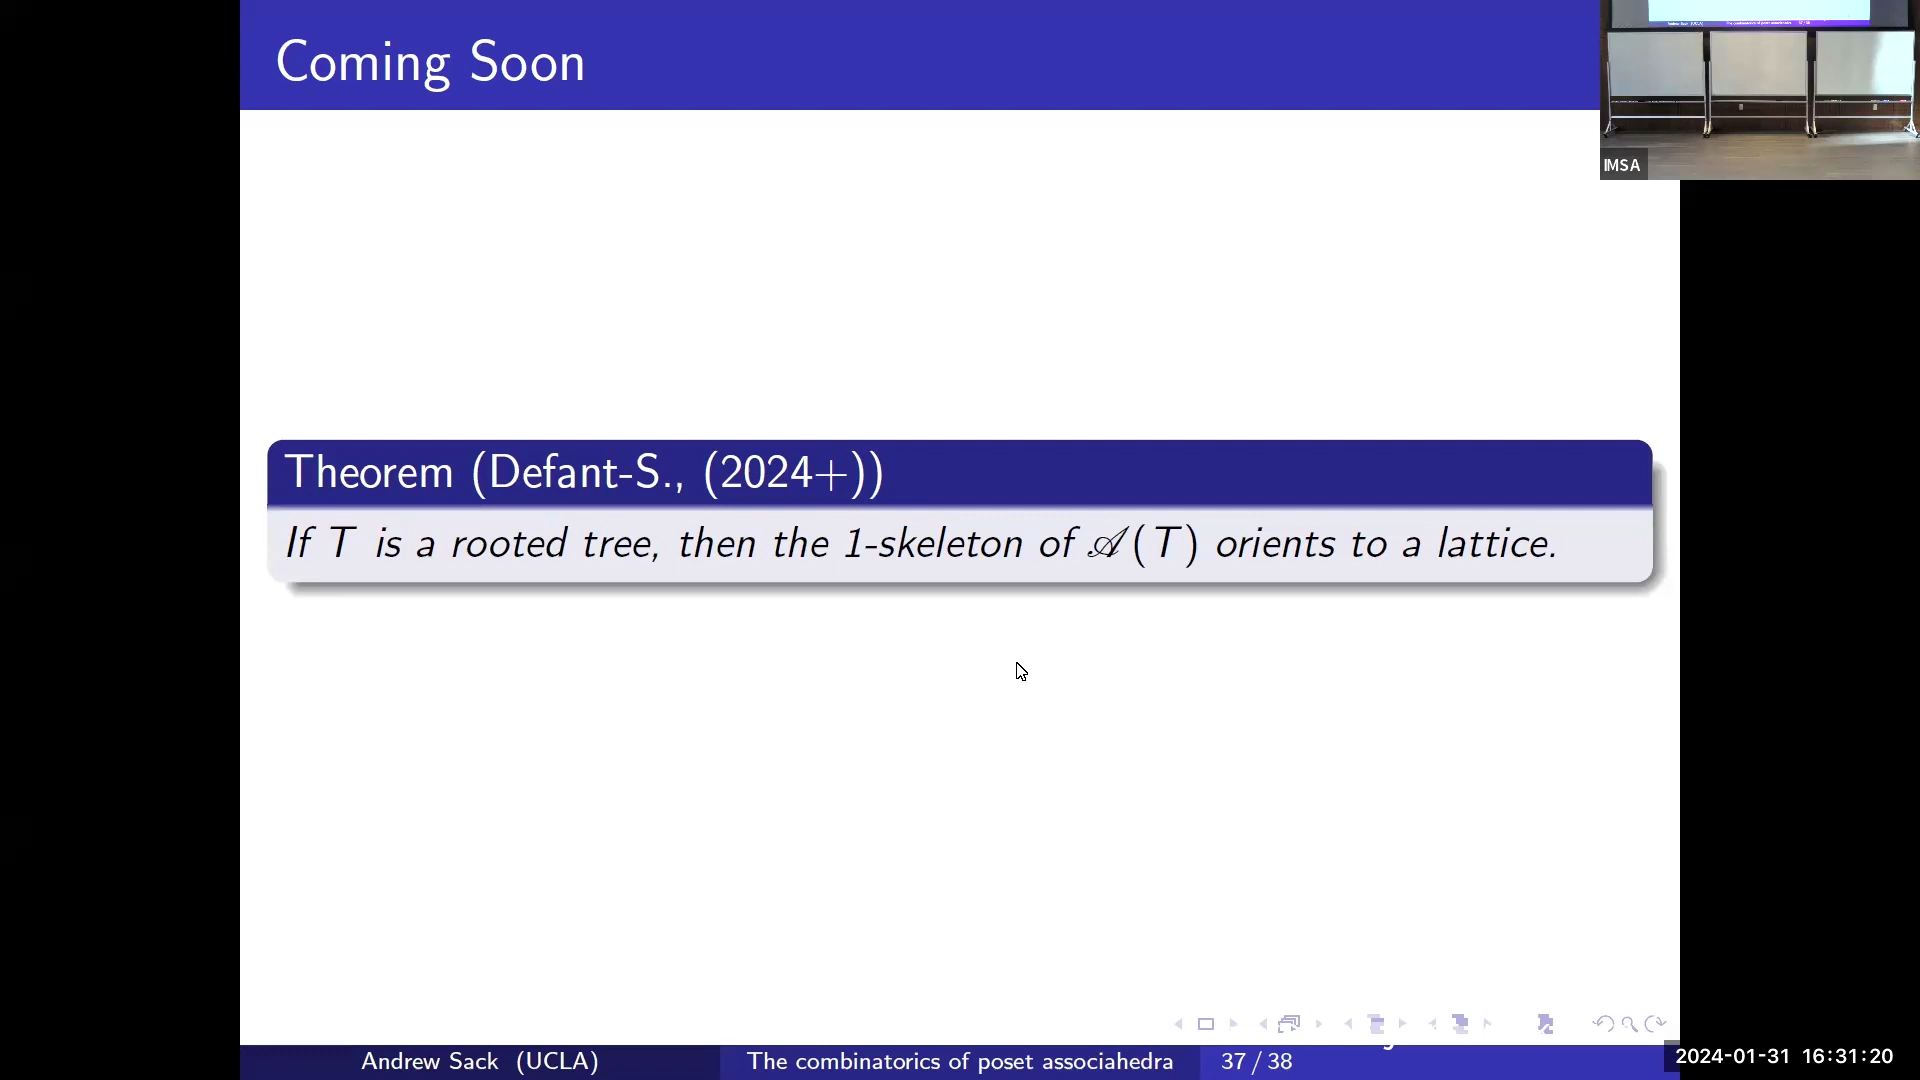 Coming Soon
IMSA
Theorem (Defant-S., (2024+))
If T is a rooted tree, then the 1-skeleton of 𝒜(T) orients to a lattice.
Andrew Sack (UCLA)
The combinatorics of poset associahedra
37 / 38
2024-01-31 16:31:20